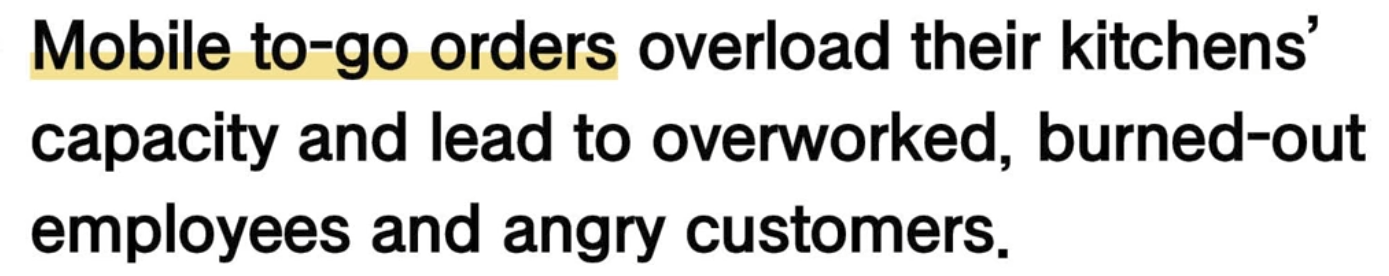 Mobile to-go orders overload their kitchens’
capacity and lead to overworked, burned-out
employees and angry customers.